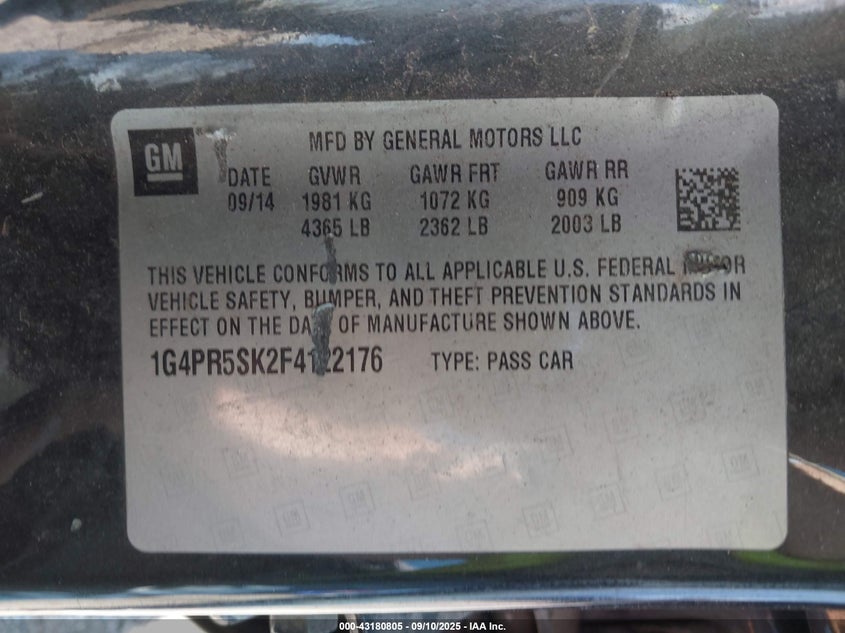 GM
MFD BY GENERAL MOTORS LLC
DATE GVWR GAWR FRT GAWR RR
09/14 1981 KG 1072 KG 909 KG
4365 LB 2362 LB 2003 LB
THIS VEHICLE CONFORMS TO ALL APPLICABLE U.S. FEDERAL MOTOR
VEHICLE SAFETY, BUMPER, AND THEFT PREVENTION STANDARDS IN
EFFECT ON THE DATE OF MANUFACTURE SHOWN ABOVE.
1G4PR5SK2F4122176 TYPE: PASS CAR
000-43180805 - 09/10/2025 - IAA Inc.